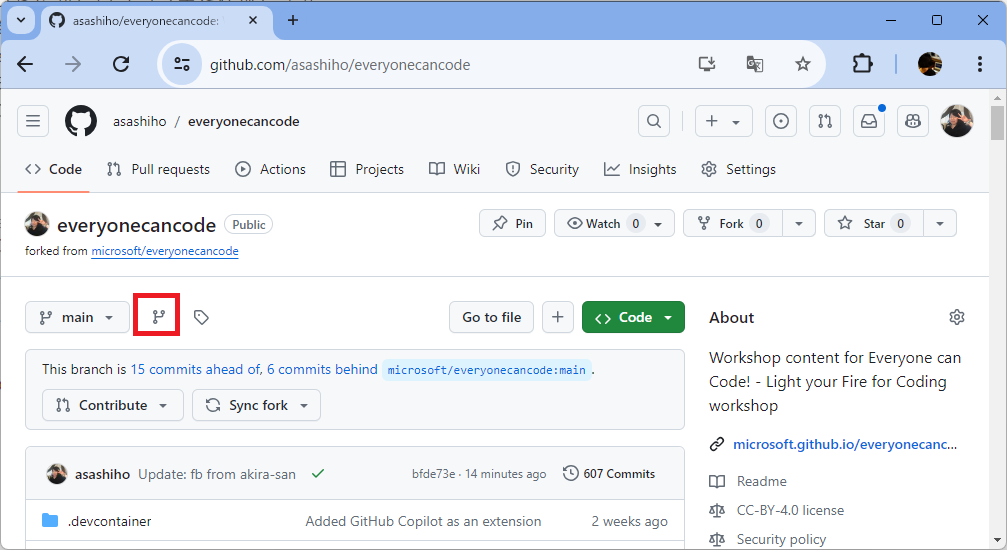 asashiho/everyonecancode:
github.com/asashiho/everyonecancode
asashiho / everyonecancode
Code Pull requests Actions Projects Wiki Security Insights Settings
everyonecancode Public
Pin Watch 0 Fork 0 Star 0
forked from microsoft/everyonecancode
main Go to file Code
This branch is 15 commits ahead of, 6 commits behind microsoft/everyonecancode:main .
Contribute Sync fork
asashiho Update: fb from akira-san bfde73e · 14 minutes ago 607 Commits
.devcontainer Added GitHub Copilot as an extension 2 weeks ago
About
Workshop content for Everyone can
Code! - Light your Fire for Coding
workshop
microsoft.github.io/everyonecanc...
Readme
CC-BY-4.0 license
Security policy